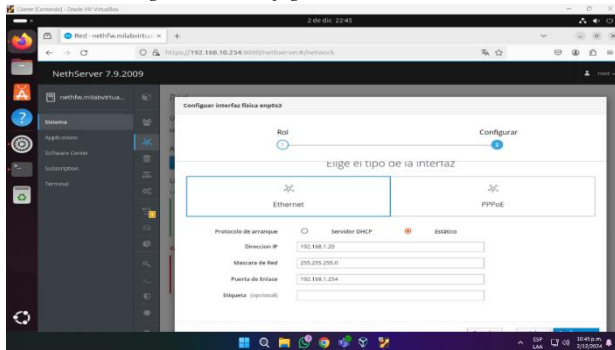 Cliente [Corriendo] - Oracle VM VirtualBox
2 de dic 22:45
Red - nethfw.milabvirtu
https://192.168.10.254:9090/nethserver#/network
NethServer 7.9.2009
root
nethfw.milabvirtua...
Sistema
Applications
Software Center
Subscription
Terminal
Configuar interfaz física enp0s3
Rol
Configurar
1
2
Elige el tipo de la interfaz
Ethernet
PPPoE
Protocolo de arranque
Servidor DHCP
Estático
Direccion IP
192.168.1.20
Mascara de Red
255.255.255.0
Puerta de Enlace
192.168.1.254
Etiqueta (opcional)
ESP
LAA
10:45 p.m.
2/12/2024